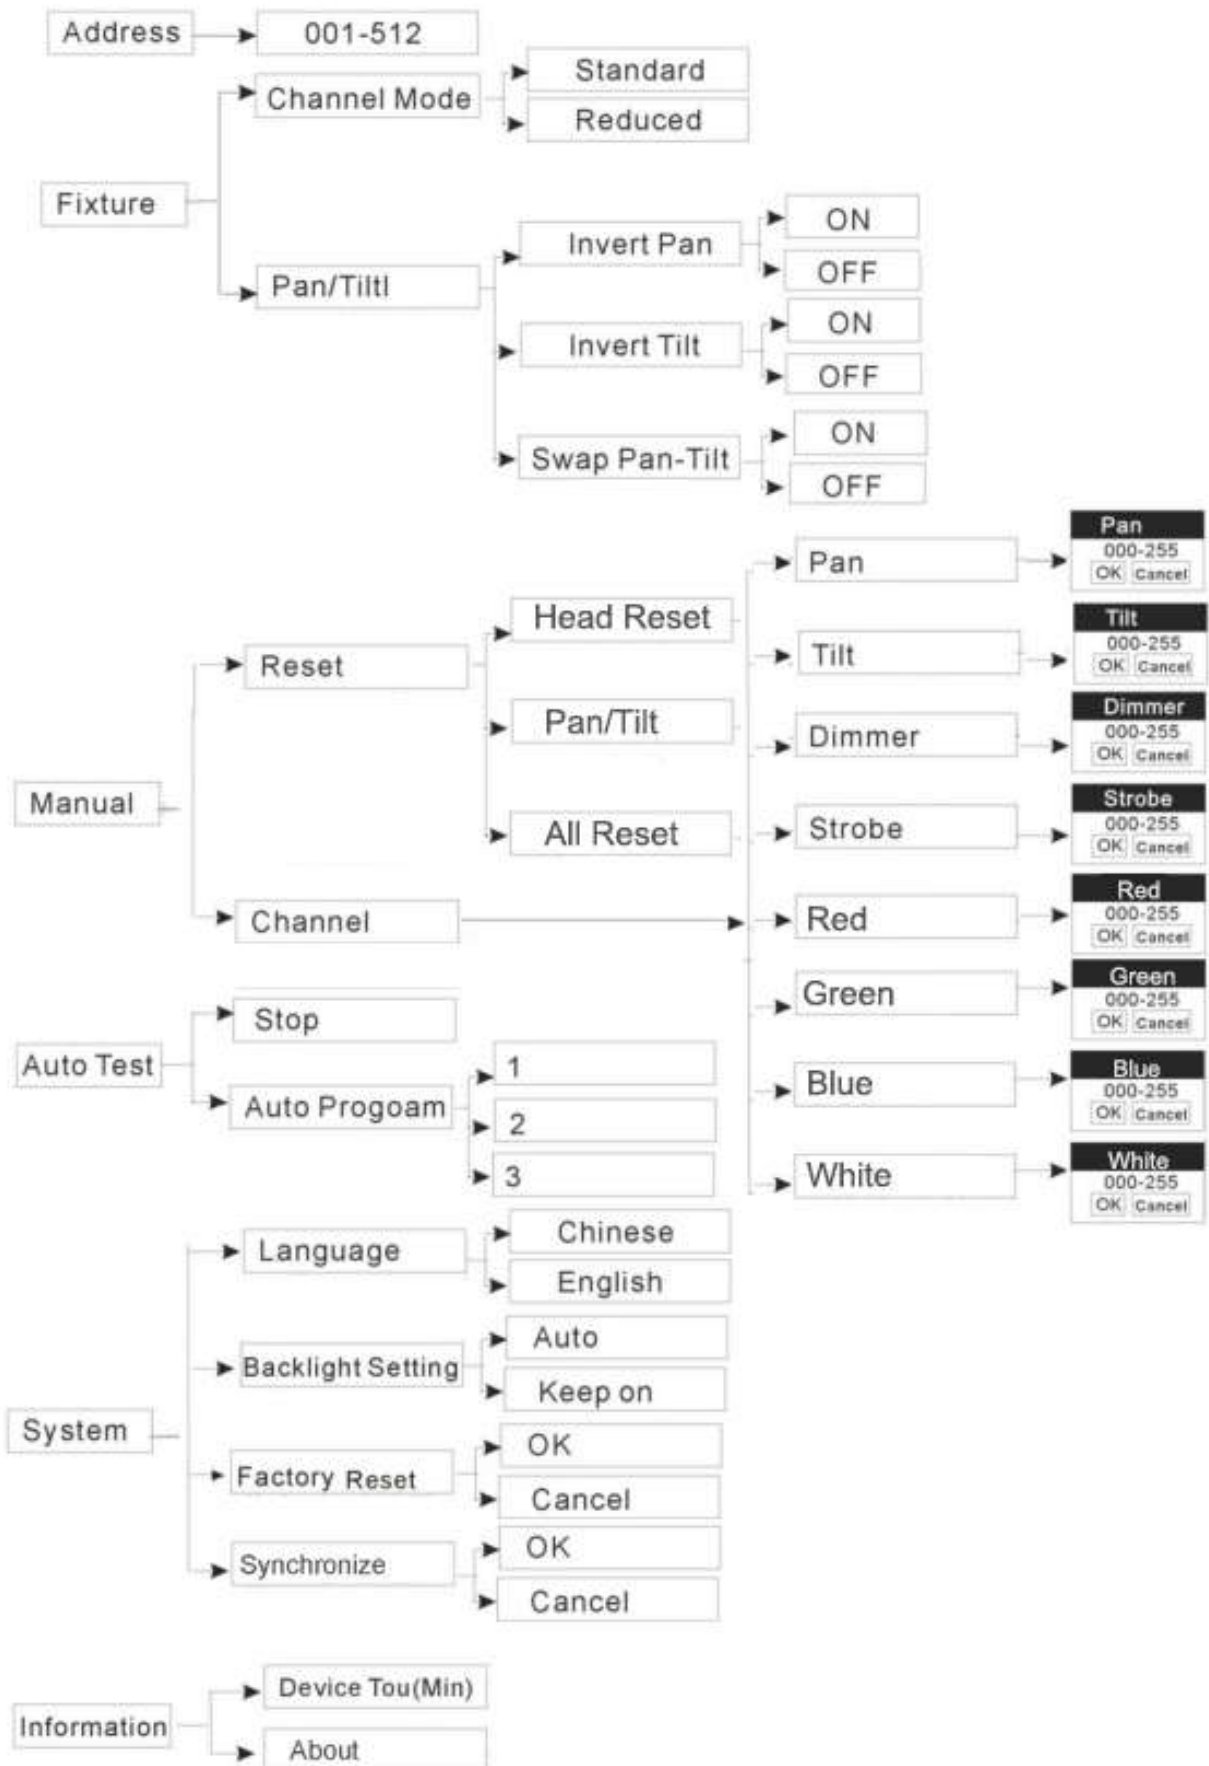 Address
001-512
Fixture
Channel Mode
Standard
Reduced
Pan/Tiltl
Invert Pan
ON
OFF
Invert Tilt
ON
OFF
Swap Pan-Tilt
ON
OFF
Manual
Reset
Head Reset
Pan/Tilt
All Reset
Channel
Pan
Pan
000-255
OK Cancel
Tilt
Tilt
000-255
OK Cancel
Dimmer
Dimmer
000-255
OK Cancel
Strobe
Strobe
000-255
OK Cancel
Red
Red
000-255
OK Cancel
Green
Green
000-255
OK Cancel
Blue
Blue
000-255
OK Cancel
White
White
000-255
OK Cancel
Auto Test
Stop
Auto Progoam
1
2
3
System
Language
Chinese
English
Backlight Setting
Auto
Keep on
Factory Reset
OK
Cancel
Synchronize
OK
Cancel
Information
Device Tou(Min)
About